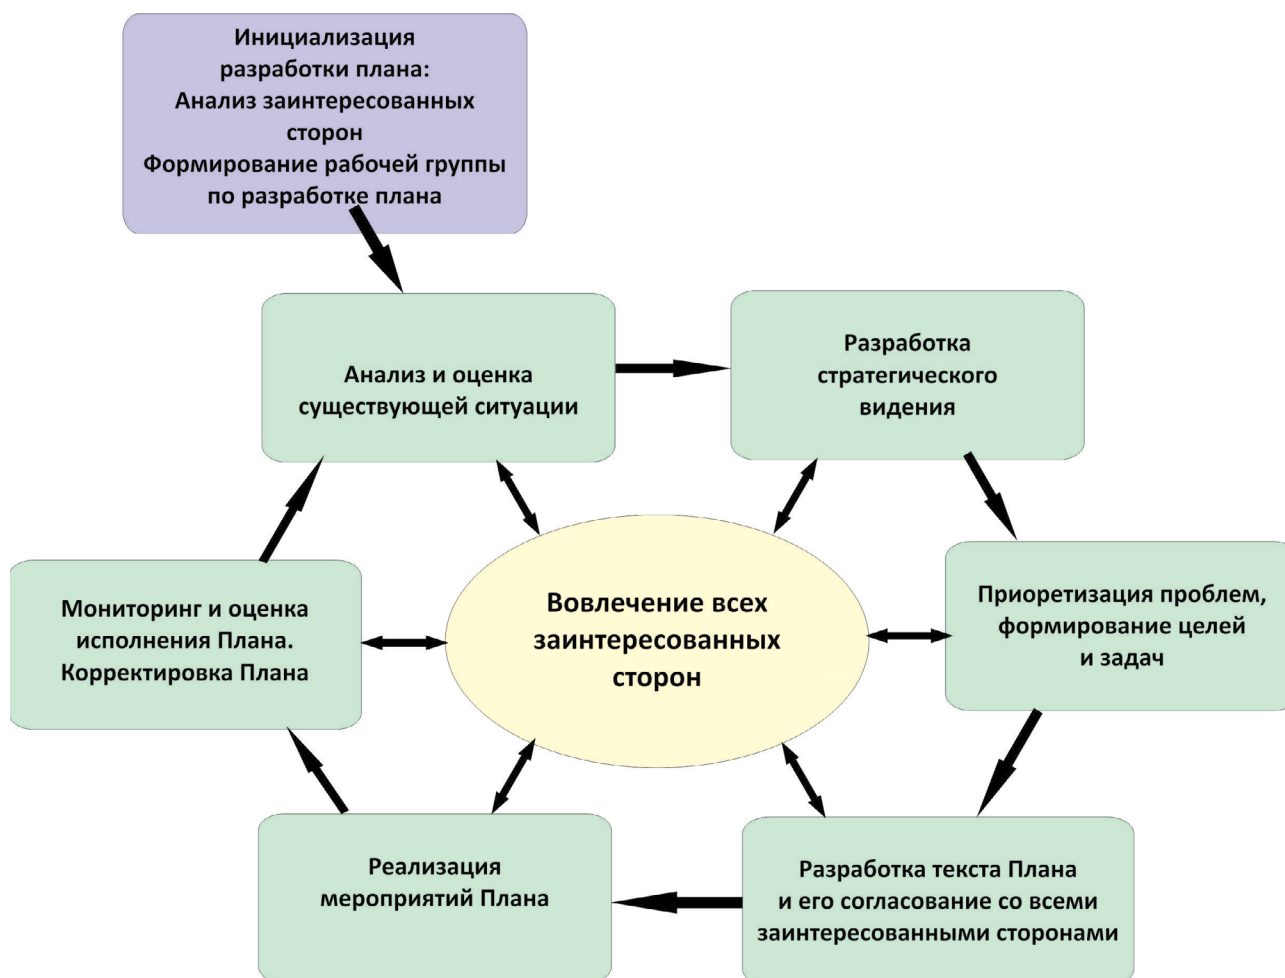 Инициализация
разработки плана:
Анализ заинтересованных
сторон
Формирование рабочей группы
по разработке плана
Анализ и оценка
существующей ситуации
Разработка
стратегического
видения
Приоретизация проблем,
формирование целей
и задач
Разработка текста Плана
и его согласование со всеми
заинтересованными сторонами
Реализация
мероприятий Плана
Мониторинг и оценка
исполнения Плана.
Корректировка Плана
Вовлечение всех
заинтересованных
сторон